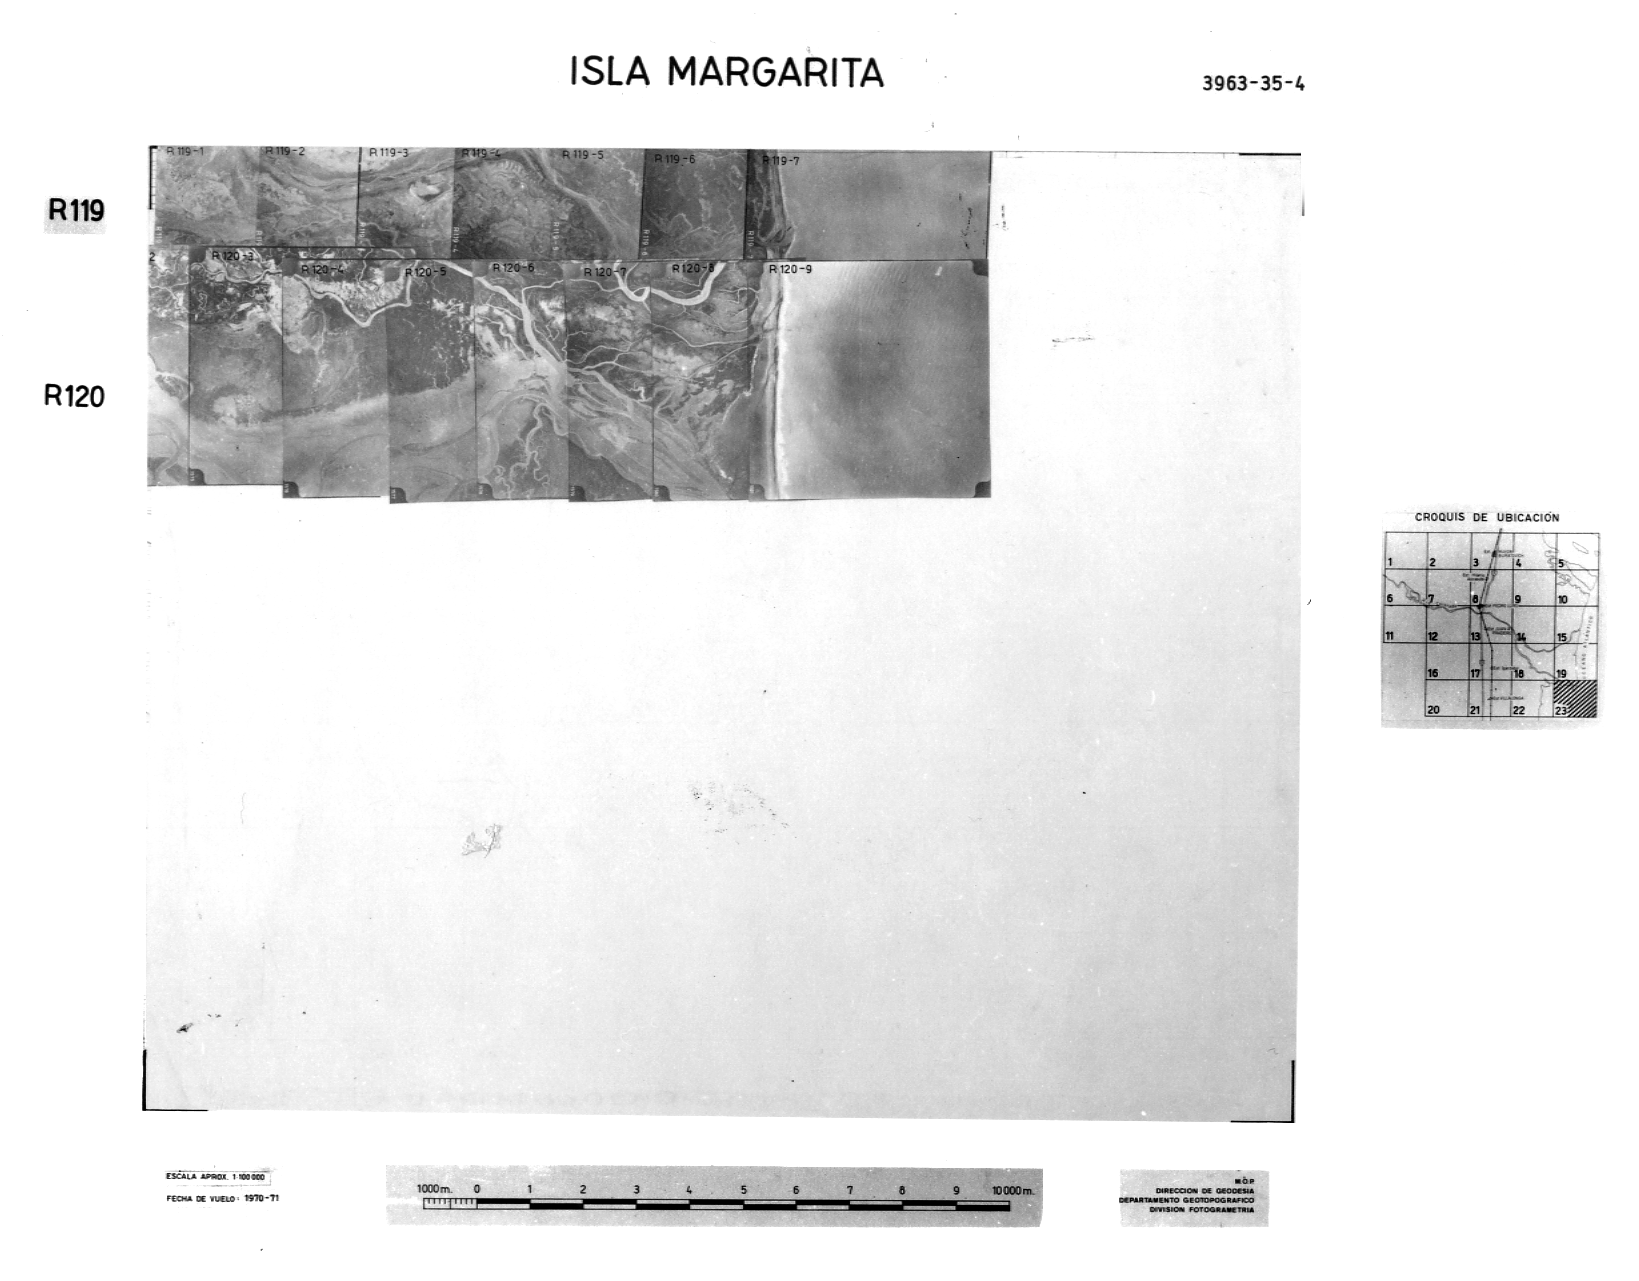 ISLA MARGARITA
3963-35-4
R119
R 119-1
R 119-2
R 119-3
R 119-4
R 119-5
R 119-6
R 119-7
R120
2
R 120-3
R 120-4
R 120-5
R 120-6
R 120-7
R 120-8
R 120-9
CROQUIS DE UBICACIÓN
1 2 3 4 5
6 7 8 9 10
11 12 13 14 15
16 17 18 19
20 21 22 23
ESCALA APROX. 1:100 000
FECHA DE VUELO: 1970-71
1000 m. 0 1 2 3 4 5 6 7 8 9 10 000 m.
M.O.P
DIRECCION DE GEODESIA
DEPARTAMENTO GEOTOPOGRAFICO
DIVISION FOTOGRAMETRIA